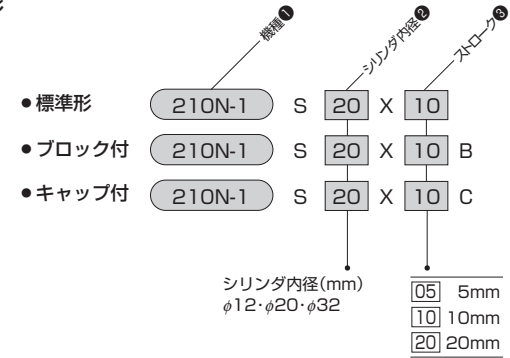 機種❶
シリンダ内径❷
ストローク❸
●標準形 210N-1 S 20 X 10
●ブロック付 210N-1 S 20 X 10 B
●キャップ付 210N-1 S 20 X 10 C
シリンダ内径(mm)
φ12・φ20・φ32
05 5mm
10 10mm
20 20mm